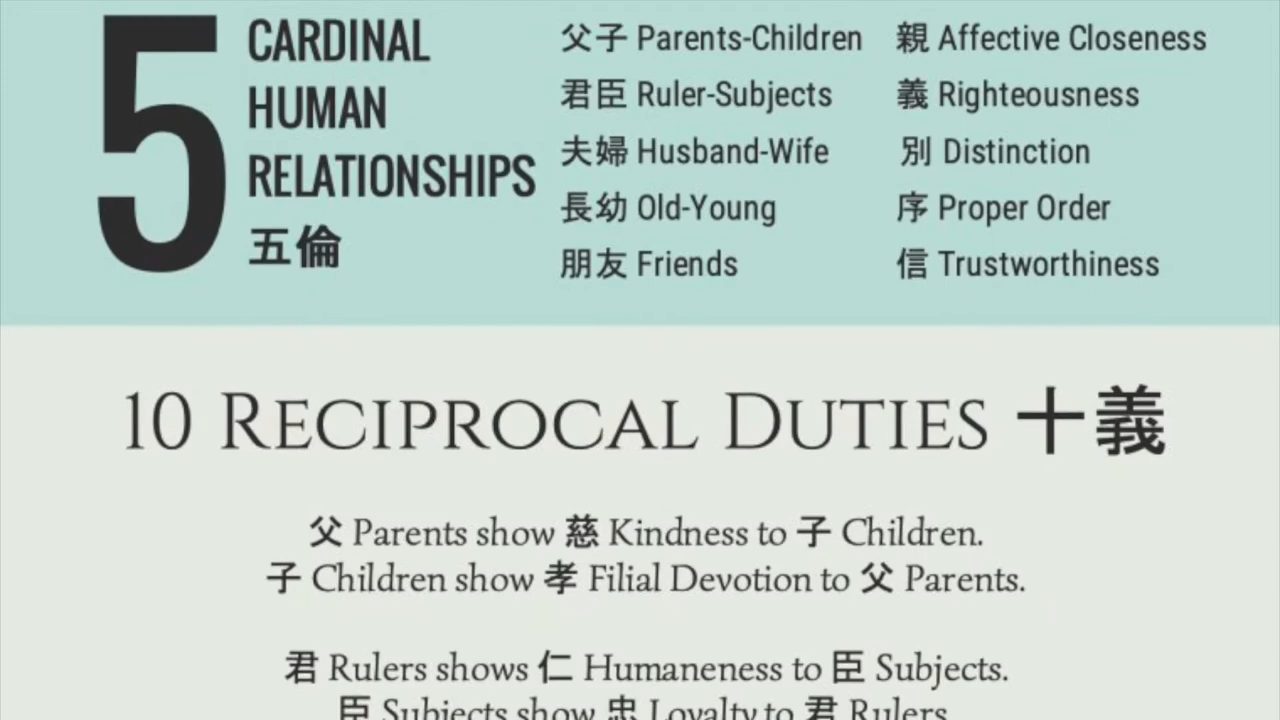 5 CARDINAL
HUMAN
RELATIONSHIPS
五倫
父子 Parents-Children 親 Affective Closeness
君臣 Ruler-Subjects 義 Righteousness
夫婦 Husband-Wife 別 Distinction
長幼 Old-Young 序 Proper Order
朋友 Friends 信 Trustworthiness
10 RECIPROCAL DUTIES 十義
父 Parents show 慈 Kindness to 子 Children.
子 Children show 孝 Filial Devotion to 父 Parents.
君 Rulers shows 仁 Humaneness to 臣 Subjects.
臣 Subjects show 忠 Loyalty to 君 Rulers